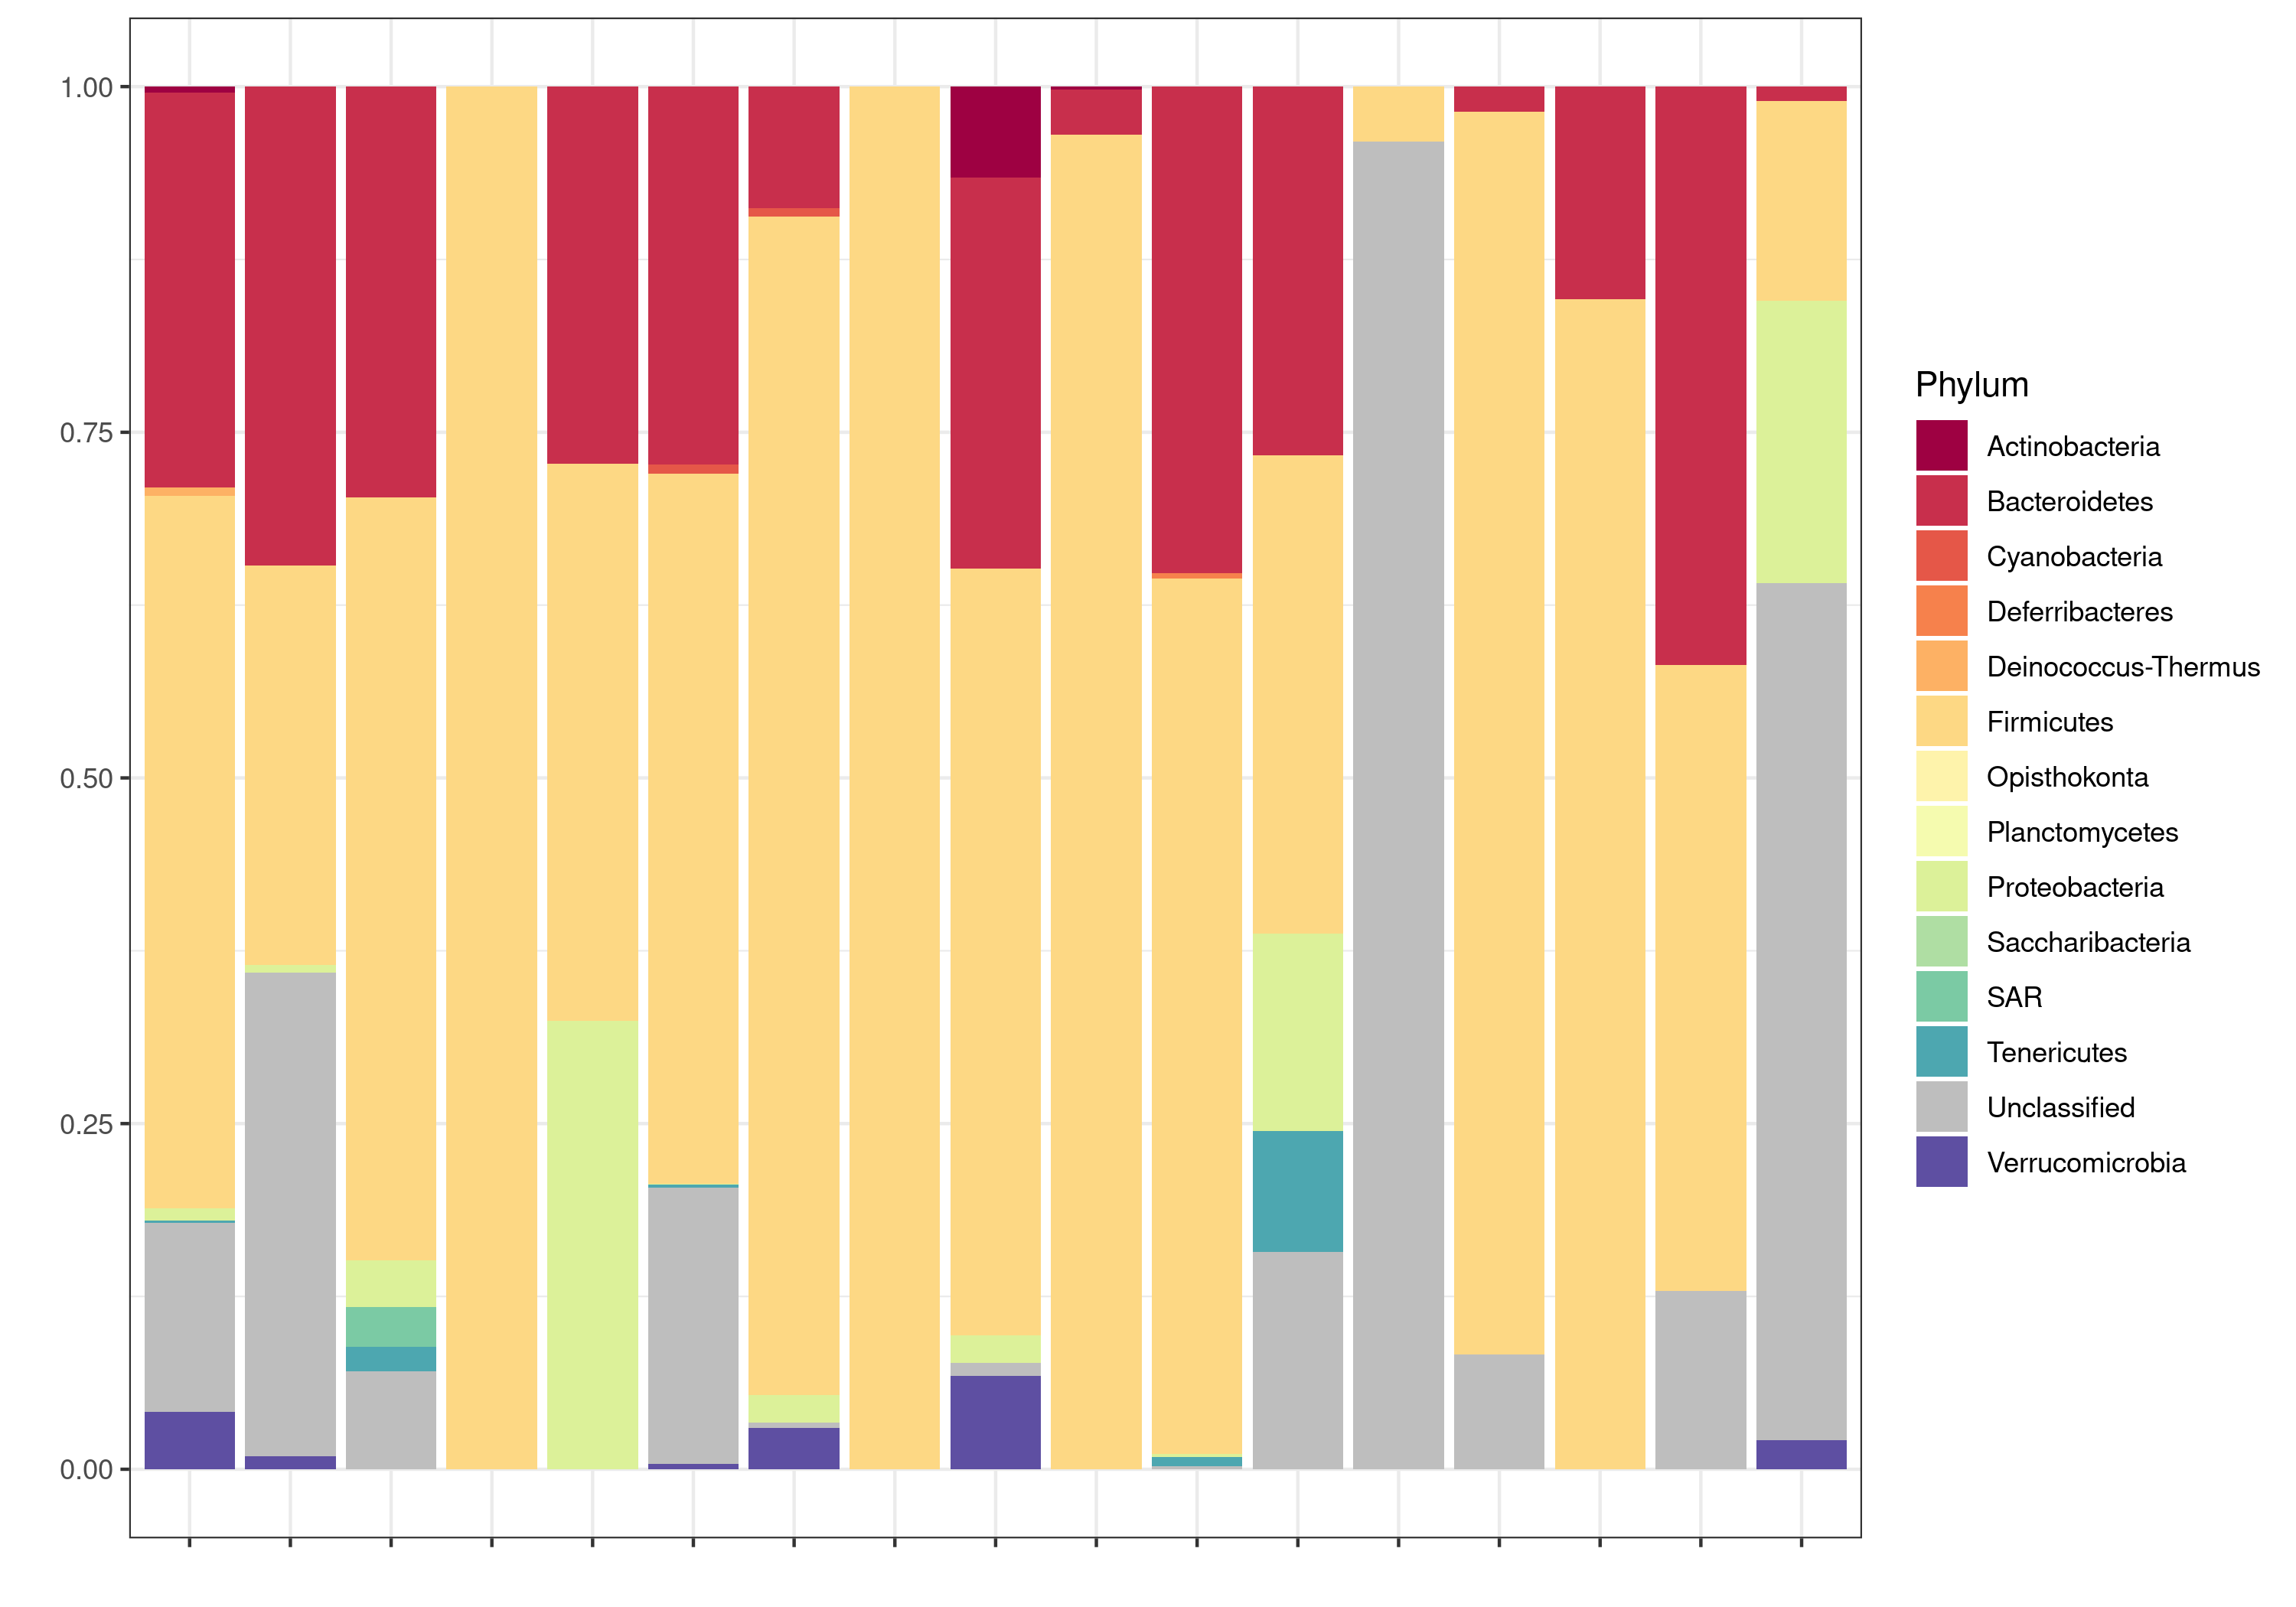 1.00
0.75
0.50
0.25
0.00
Phylum
Actinobacteria
Bacteroidetes
Cyanobacteria
Deferribacteres
Deinococcus-Thermus
Firmicutes
Opisthokonta
Planctomycetes
Proteobacteria
Saccharibacteria
SAR
Tenericutes
Unclassified
Verrucomicrobia